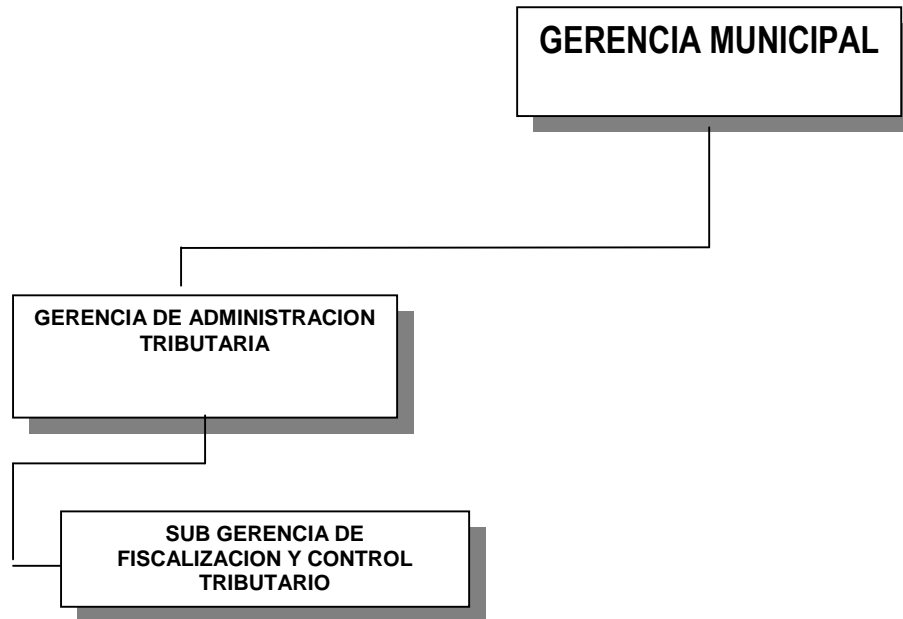 GERENCIA MUNICIPAL
GERENCIA DE ADMINISTRACION
TRIBUTARIA
SUB GERENCIA DE
FISCALIZACION Y CONTROL
TRIBUTARIO